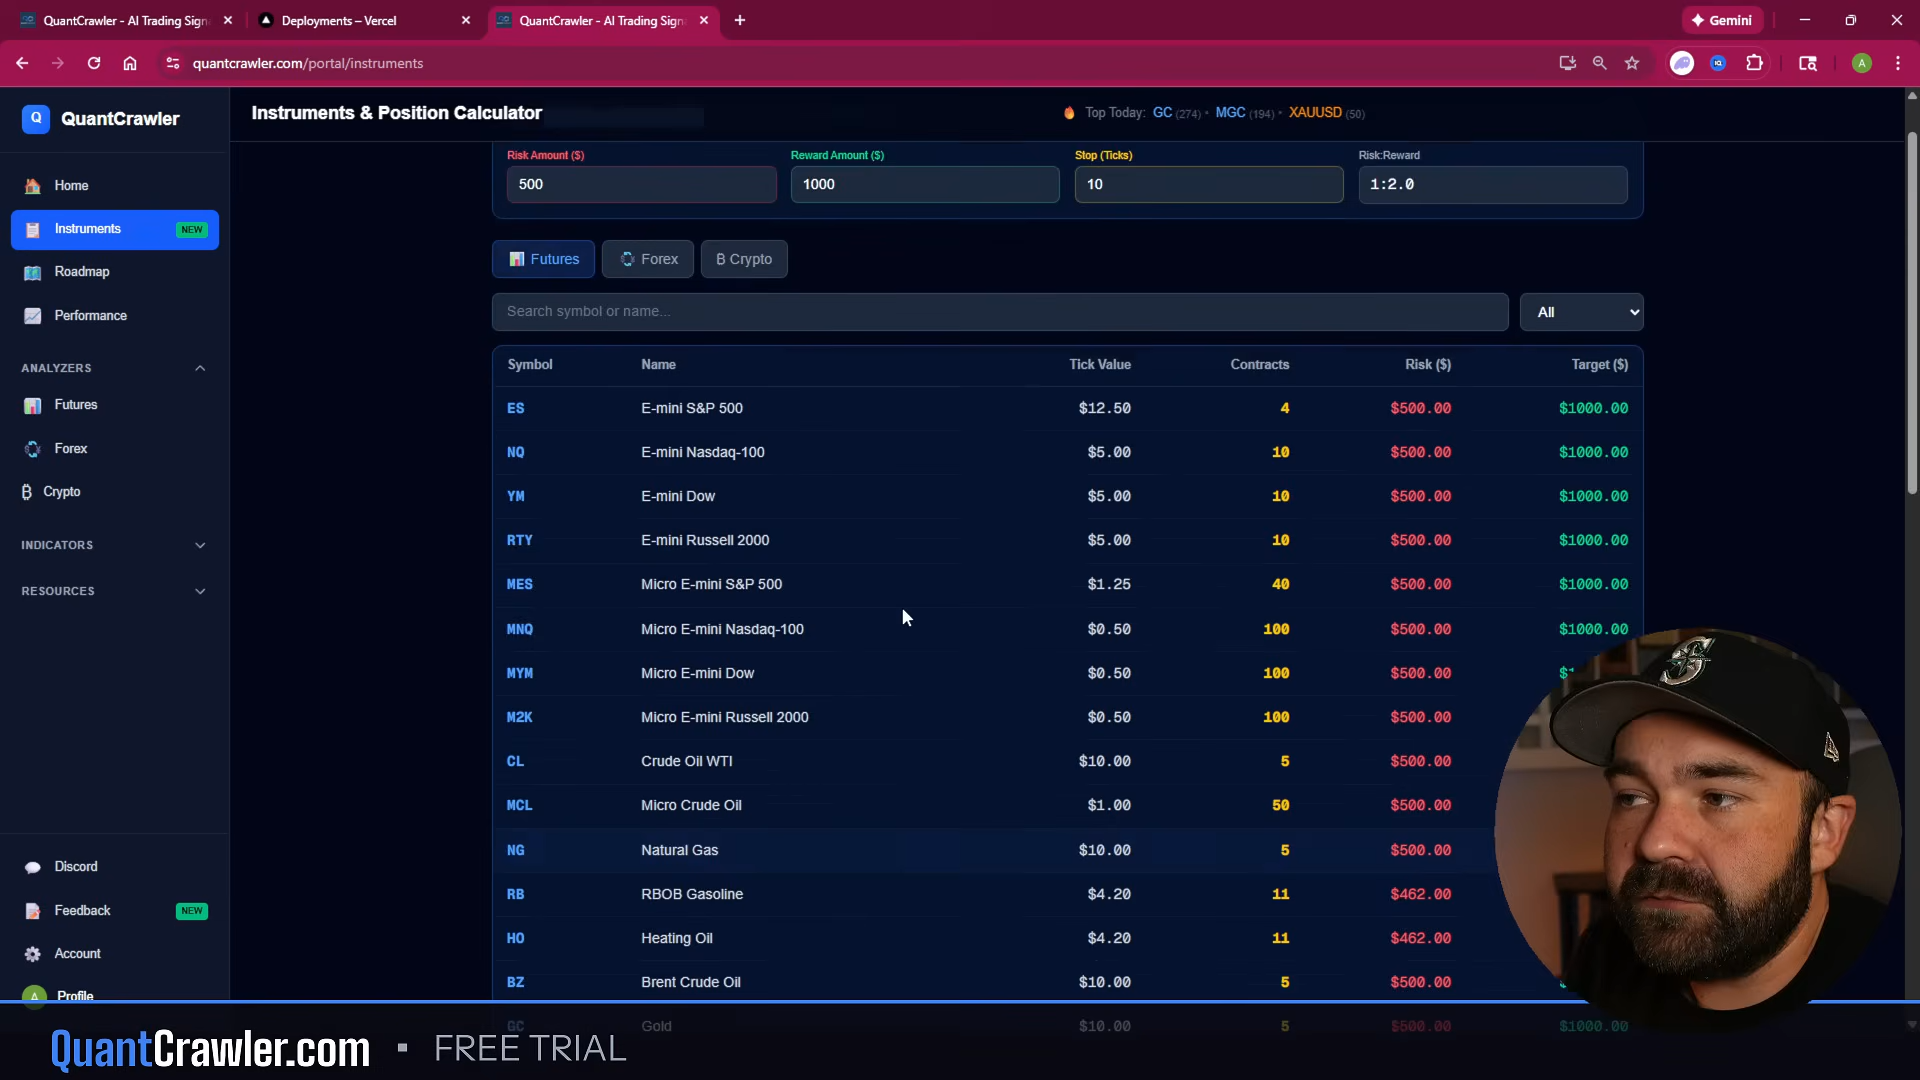 QuantCrawler - AI Trading Sign
Deployments – Vercel
QuantCrawler - AI Trading Sign
Gemini
quantcrawler.com/portal/instruments
A
Q QuantCrawler
Instruments & Position Calculator
Top Today: GC (274) • MGC (194) • XAUUSD (50)
Home
Instruments NEW
Roadmap
Performance
ANALYZERS
Futures
Forex
Crypto
INDICATORS
RESOURCES
Discord
Feedback NEW
Account
A Profile
Risk Amount ($) Reward Amount ($) Stop (Ticks) Risk:Reward
500 1000 10 1:2.0
Futures Forex ₿ Crypto
Search symbol or name... All
Symbol Name Tick Value Contracts Risk ($) Target ($)
ES E-mini S&P 500 $12.50 4 $500.00 $1000.00
NQ E-mini Nasdaq-100 $5.00 10 $500.00 $1000.00
YM E-mini Dow $5.00 10 $500.00 $1000.00
RTY E-mini Russell 2000 $5.00 10 $500.00 $1000.00
MES Micro E-mini S&P 500 $1.25 40 $500.00 $1000.00
MNQ Micro E-mini Nasdaq-100 $0.50 100 $500.00 $1000.00
MYM Micro E-mini Dow $0.50 100 $500.00
M2K Micro E-mini Russell 2000 $0.50 100 $500.00
CL Crude Oil WTI $10.00 5 $500.00
MCL Micro Crude Oil $1.00 50 $500.00
NG Natural Gas $10.00 5 $500.00
RB RBOB Gasoline $4.20 11 $462.00
HO Heating Oil $4.20 11 $462.00
BZ Brent Crude Oil $10.00 5 $500.00
GC Gold $10.00 5 $500.00 $1000.00
QuantCrawler.com ▪ FREE TRIAL